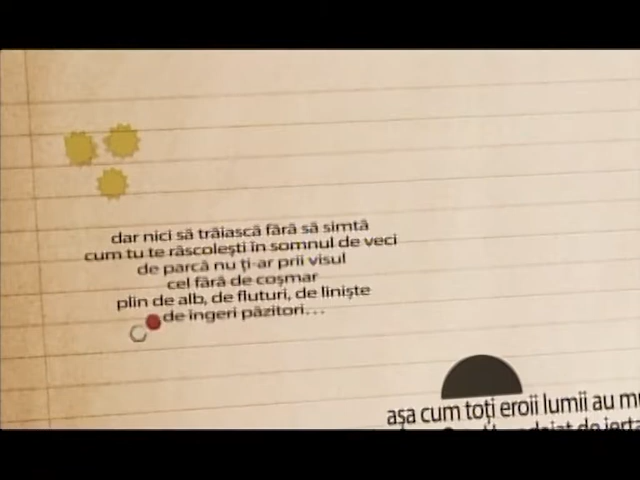 dar nici să trăiască fără să simtă
cum tu te răscolești în somnul de veci
de parcă nu ți-ar prii visul
cel fără de coșmar
plin de alb, de fluturi, de liniște
de îngeri păzitori...
așa cum toți eroii lumii au
de